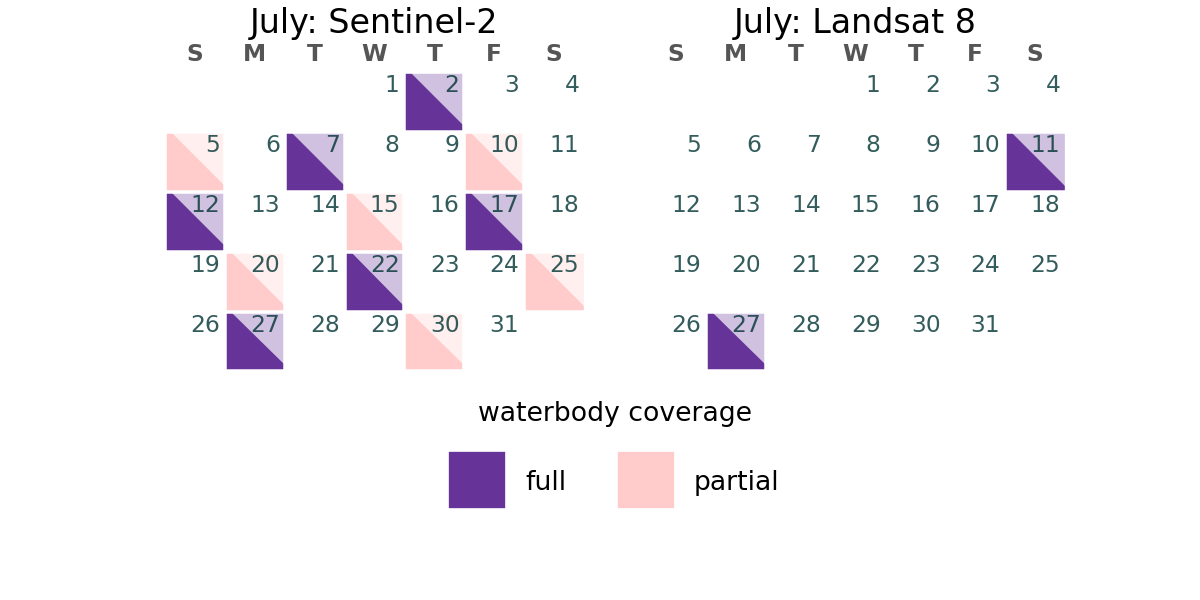 July: Sentinel-2
S M T W T F S
1 2 3 4
5 6 7 8 9 10 11
12 13 14 15 16 17 18
19 20 21 22 23 24 25
26 27 28 29 30 31
July: Landsat 8
S M T W T F S
1 2 3 4
5 6 7 8 9 10 11
12 13 14 15 16 17 18
19 20 21 22 23 24 25
26 27 28 29 30 31
waterbody coverage
full
partial